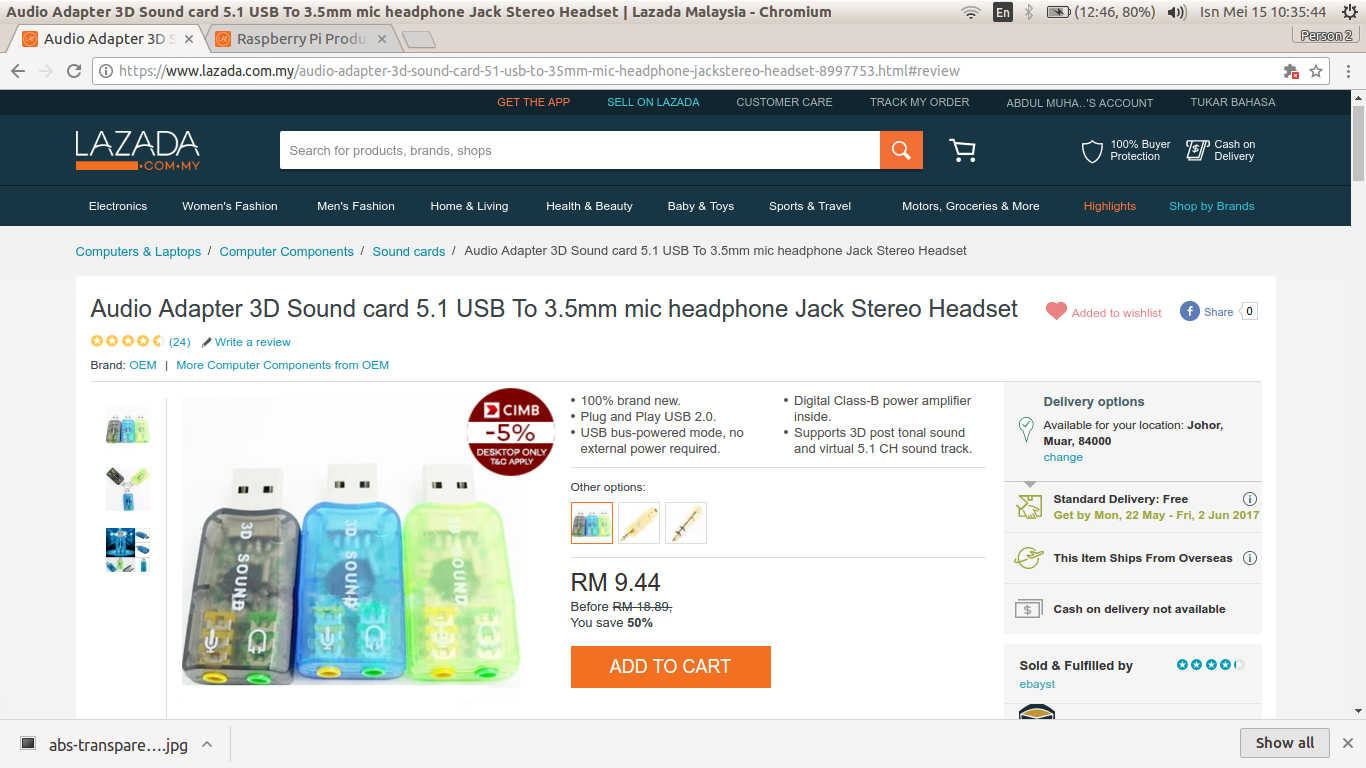 Audio Adapter 3D Sound card 5.1 USB To 3.5mm mic headphone Jack Stereo Headset | Lazada Malaysia - Chromium
En
(12:46, 80%)
Isn Mei 15 10:35:44
Audio Adapter 3D S
Raspberry Pi Produ
Person 2
https://www.lazada.com.my/audio-adapter-3d-sound-card-51-usb-to-35mm-mic-headphone-jackstereo-headset-8997753.html#review
GET THE APP
SELL ON LAZADA
CUSTOMER CARE
TRACK MY ORDER
ABDUL MUHA..'S ACCOUNT
TUKAR BAHASA
LAZADA
.COM.MY
Search for products, brands, shops
100% Buyer
Protection
Cash on
Delivery
Electronics
Women's Fashion
Men's Fashion
Home & Living
Health & Beauty
Baby & Toys
Sports & Travel
Motors, Groceries & More
Highlights
Shop by Brands
Computers & Laptops / Computer Components / Sound cards / Audio Adapter 3D Sound card 5.1 USB To 3.5mm mic headphone Jack Stereo Headset
Audio Adapter 3D Sound card 5.1 USB To 3.5mm mic headphone Jack Stereo Headset
Added to wishlist
Share
0
(24)
Write a review
Brand: OEM | More Computer Components from OEM
CIMB
-5%
DESKTOP ONLY
T&C APPLY
3D SOUND
3D SOUND
3D SOUND
• 100% brand new.
• Plug and Play USB 2.0.
• USB bus-powered mode, no
external power required.
• Digital Class-B power amplifier
inside.
• Supports 3D post tonal sound
and virtual 5.1 CH sound track.
Other options:
RM 9.44
Before RM 18.89,
You save 50%
ADD TO CART
Delivery options
Available for your location: Johor,
Muar, 84000
change
Standard Delivery: Free
Get by Mon, 22 May - Fri, 2 Jun 2017
This Item Ships From Overseas
Cash on delivery not available
Sold & Fulfilled by
ebayst
abs-transpare....jpg
Show all